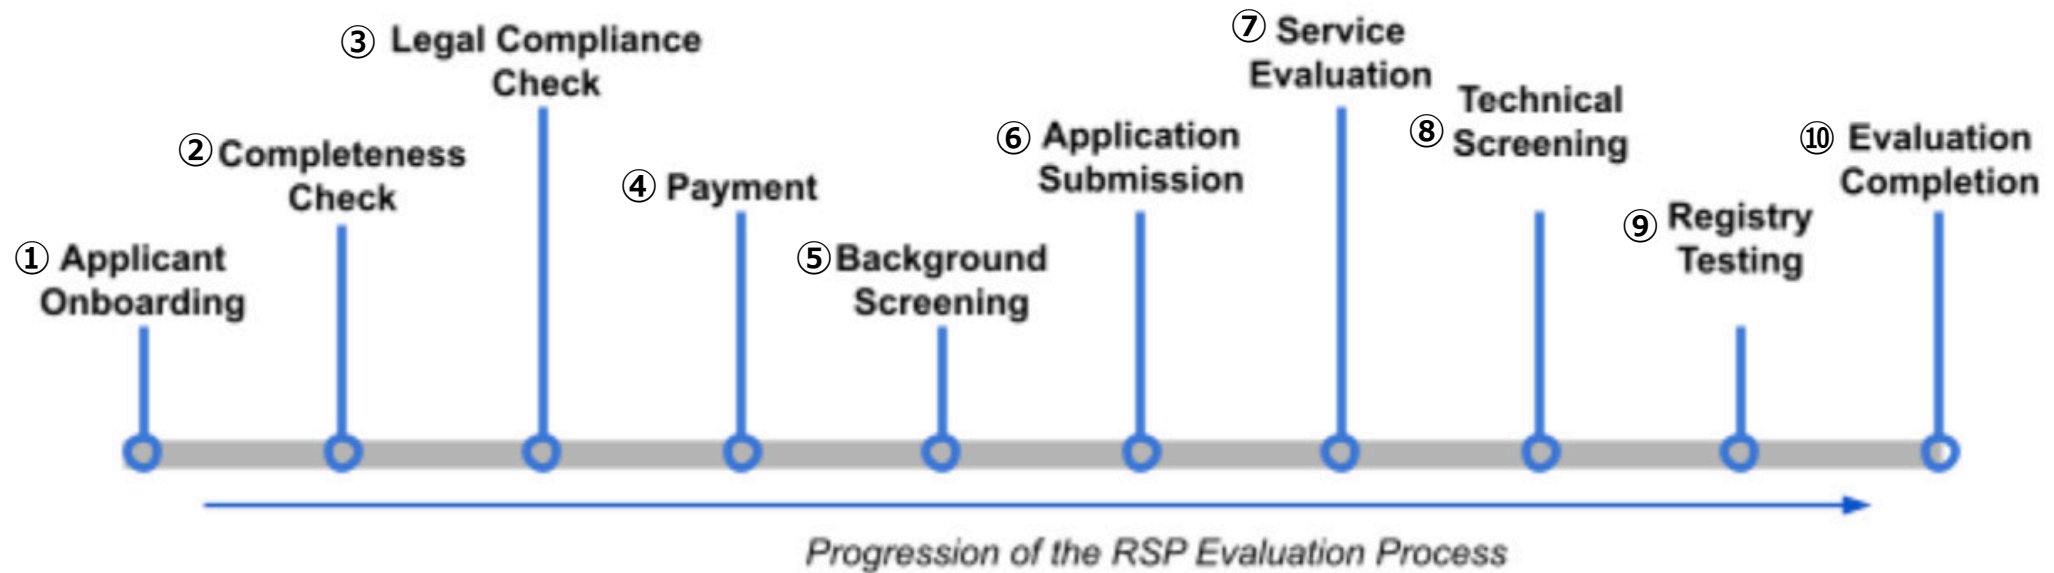 ① Applicant
Onboarding
② Completeness
Check
③ Legal Compliance
Check
④ Payment
⑤ Background
Screening
⑥ Application
Submission
⑦ Service
Evaluation
⑧ Technical
Screening
⑨ Registry
Testing
⑩ Evaluation
Completion
Progression of the RSP Evaluation Process